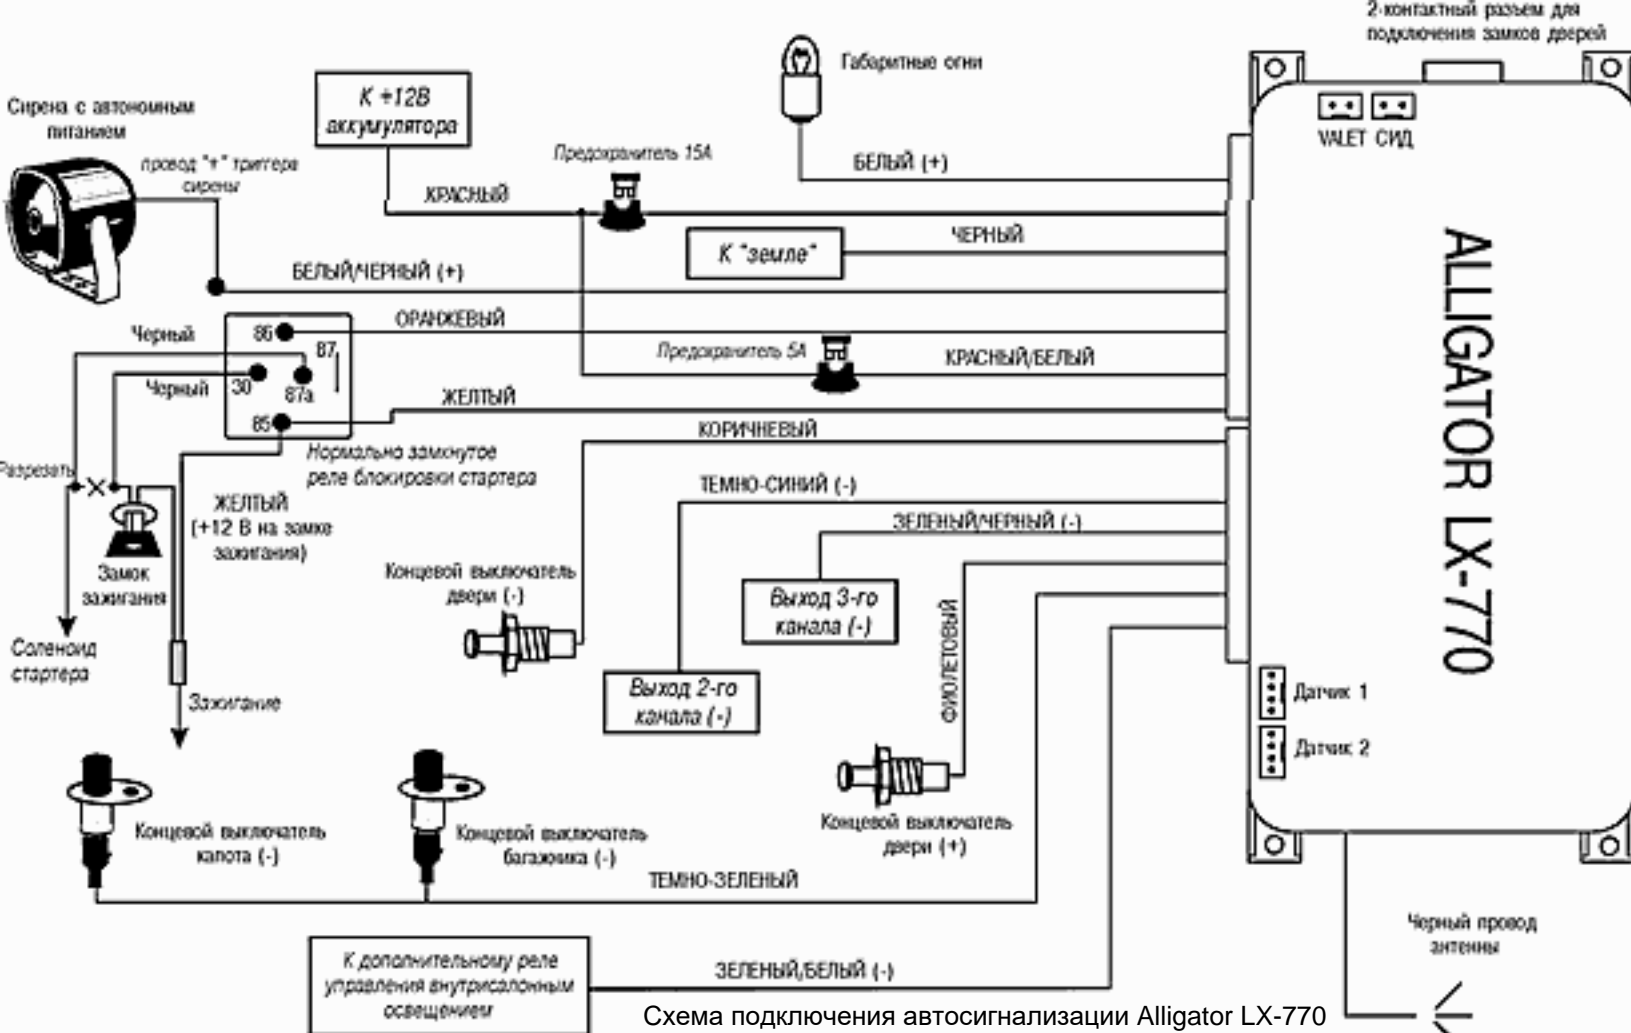 2-контактный разъем для
подключения замков дверей
Габаритные огни
К +12В
аккумулятора
Сирена с автономным
питанием
провод "+" триггера
сирены
Предохранитель 15А
БЕЛЫЙ (+)
VALET СИД
КРАСНЫЙ
ЧЕРНЫЙ
К "земле"
БЕЛЫЙ/ЧЕРНЫЙ (+)
ОРАНЖЕВЫЙ
Черный
86
87
Предохранитель 5А
КРАСНЫЙ/БЕЛЫЙ
Черный
30
87а
ЖЕЛТЫЙ
85
КОРИЧНЕВЫЙ
Нормально замкнутое
реле блокировки стартера
Разрезать
ТЕМНО-СИНИЙ (-)
ЖЕЛТЫЙ
(+12 В на замке
зажигания)
ЗЕЛЕНЫЙ/ЧЕРНЫЙ (-)
ALLIGATOR LX-770
Замок
зажигания
Концевой выключатель
двери (-)
Выход 3-го
канала (-)
ФИОЛЕТОВЫЙ
Соленоид
стартера
Выход 2-го
канала (-)
Зажигание
Датчик 1
Датчик 2
Концевой выключатель
капота (-)
Концевой выключатель
багажника (-)
Концевой выключатель
двери (+)
ТЕМНО-ЗЕЛЕНЫЙ
Черный провод
антенны
К дополнительному реле
управления внутрисалонным
освещением
ЗЕЛЕНЫЙ/БЕЛЫЙ (-)
Схема подключения автосигнализации Alligator LX-770